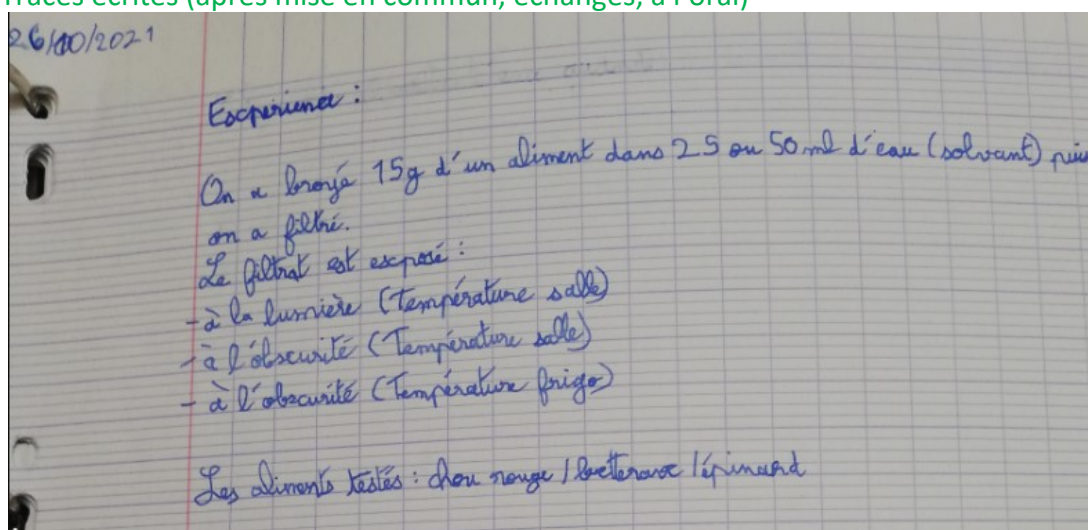 Traces écrites (après mise en commun, échanges, à l'oral)
26/10/2021
Expérience :
On a broyé 15g d'un aliment dans 25 ou 50 ml d'eau (solvant) puis
on a filtré.
Le filtrat est exposé :
- à la lumière (Température salle)
- à l'obscurité (Température salle)
- à l'obscurité (Température frigo)
Les aliments testés : chou rouge / betterave / épinard